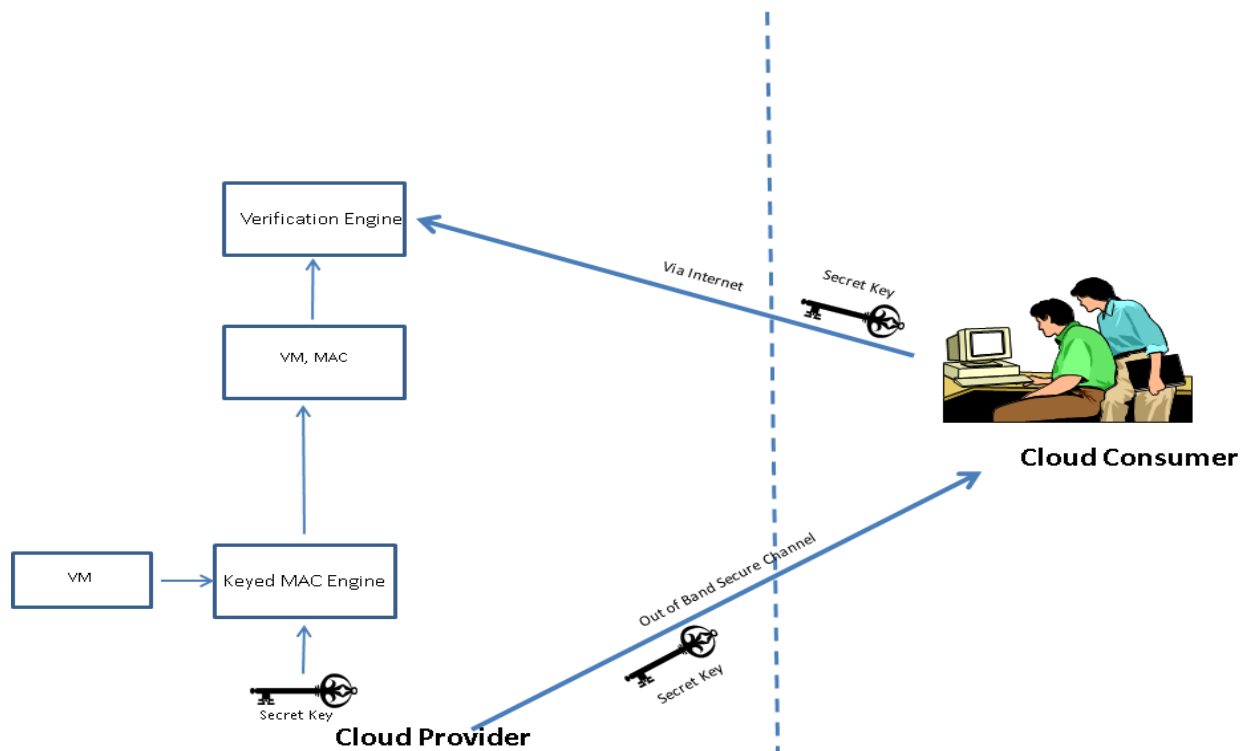 Verification Engine
Via Internet
Secret Key
VM, MAC
Cloud Consumer
Out of Band Secure Channel
VM
Keyed MAC Engine
Secret Key
Secret Key
Cloud Provider